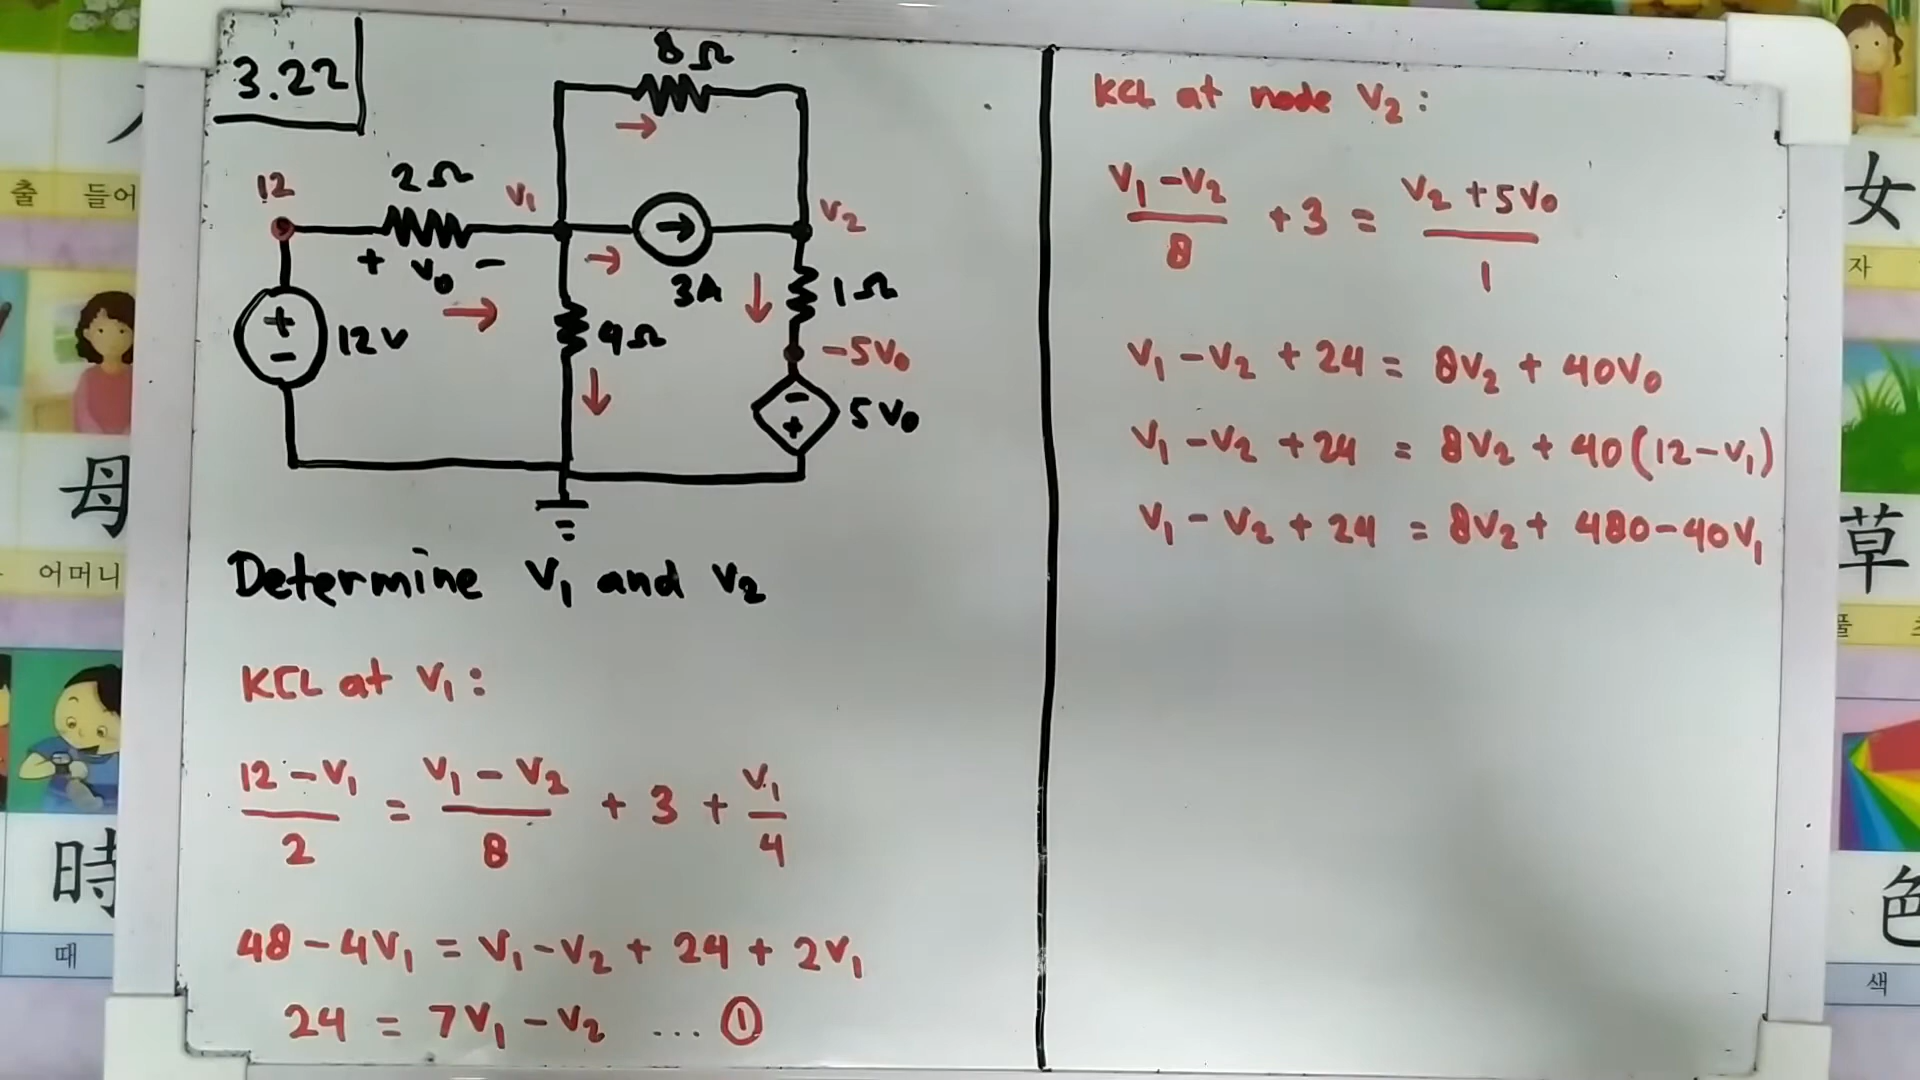 3.22
8Ω
12
2Ω
V₁
V₂
+ V₀ -
3A
1Ω
+
-
12V
4Ω
-5V₀
-
+
5V₀
Determine V₁ and V₂
KCL at V₁:
(12-V₁)/2 = (V₁-V₂)/8 + 3 + V₁/4
48-4V₁ = V₁-V₂ + 24 + 2V₁
24 = 7V₁-V₂ ... ①
KCL at node V₂:
(V₁-V₂)/8 + 3 = (V₂+5V₀)/1
V₁-V₂ + 24 = 8V₂ + 40V₀
V₁-V₂ + 24 = 8V₂ + 40(12-V₁)
V₁-V₂ + 24 = 8V₂ + 480-40V₁
출
들어
母
어머니
時
때
女
자
草
풀
색